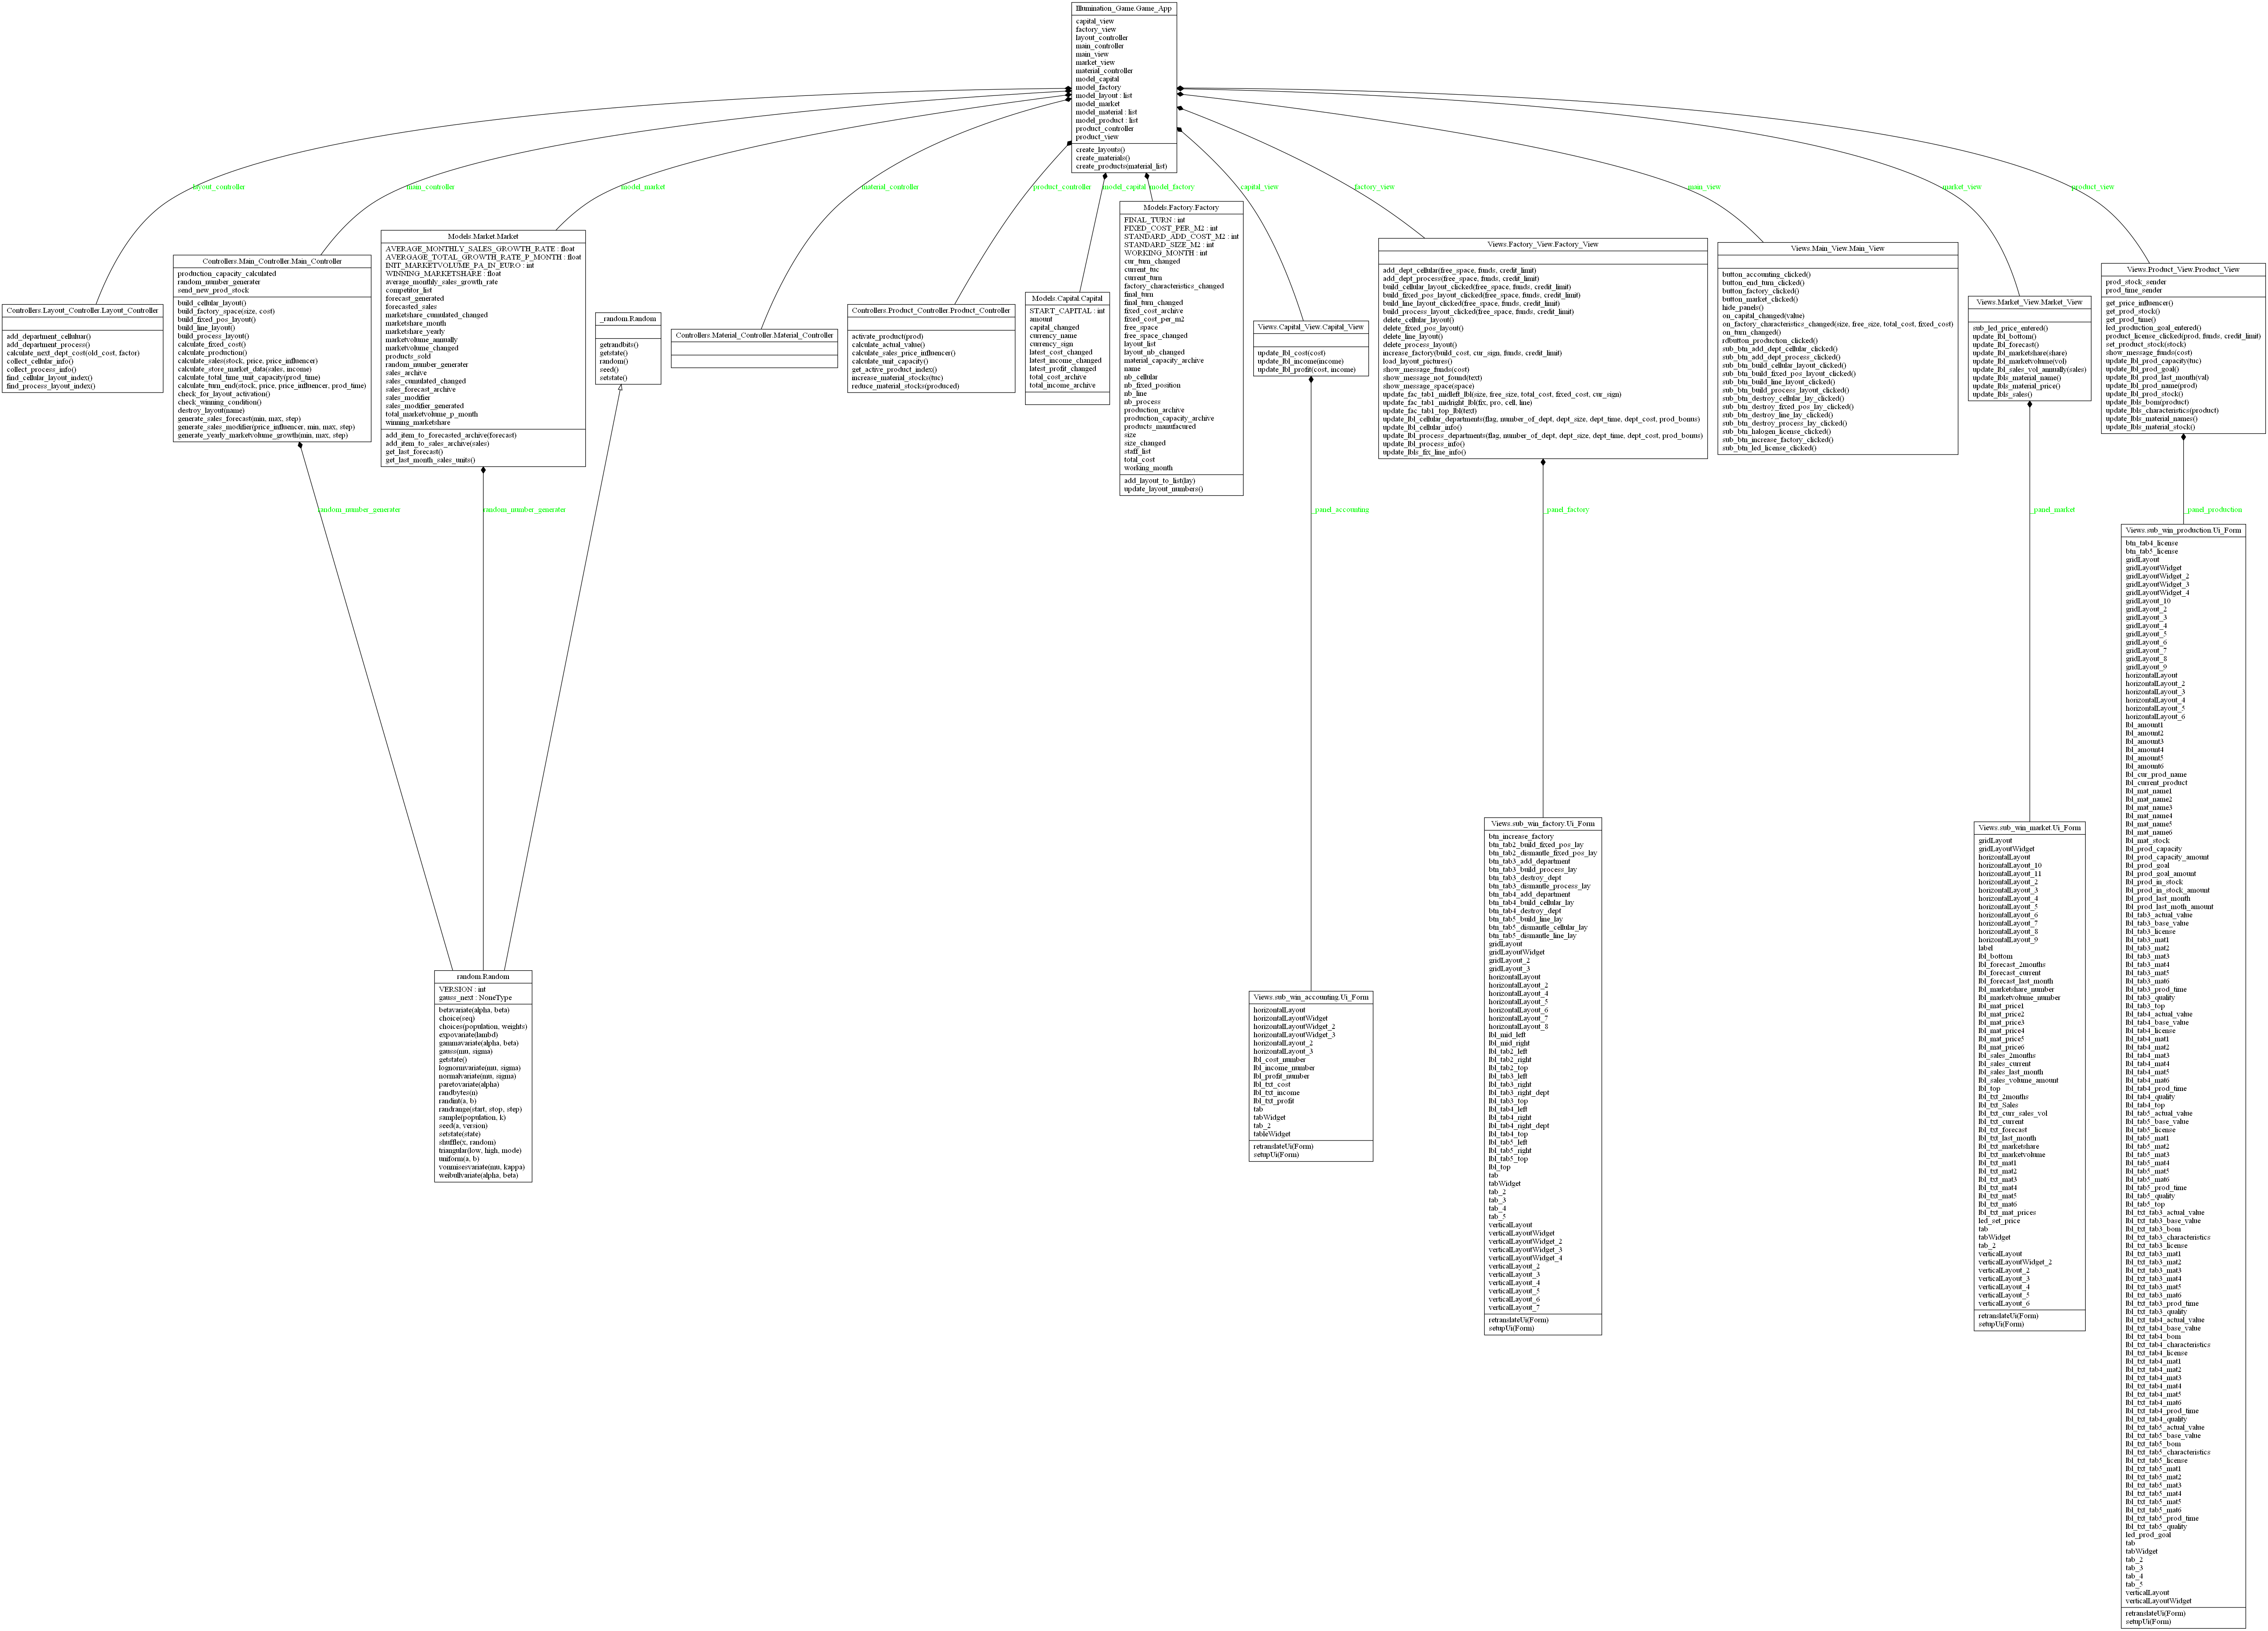 Illumination_Game.Game_App
capital_view
factory_view
layout_controller
main_controller
main_view
market_view
material_controller
model_capital
model_factory
model_layout : list
model_market
model_material : list
model_product : list
product_controller
product_view
create_layouts()
create_materials()
create_products(material_list)
layout_controller
main_controller
model_market
material_controller
product_controller
model_capital
model_factory
capital_view
factory_view
main_view
market_view
product_view
Controllers.Layout_Controller.Layout_Controller
add_department_celluluar()
add_department_process()
calculate_next_dept_cost(old_cost, factor)
collect_cellular_info()
collect_process_info()
find_cellular_layout_index()
find_process_layout_index()
Controllers.Main_Controller.Main_Controller
production_capacity_calculated
random_number_generater
send_new_prod_stock
build_cellular_layout()
build_factory_space(size, cost)
build_fixed_pos_layout()
build_line_layout()
build_process_layout()
calculate_fixed_cost()
calculate_production()
calculate_sales(stock, price, price_influencer)
calculate_store_market_data(sales, income)
calculate_total_time_unit_capacity(prod_time)
calculate_turn_end(stock, price, price_influencer, prod_time)
check_for_layout_activation()
check_winning_condition()
destroy_layout(name)
generate_sales_forecast(min, max, step)
generate_sales_modifier(price_influencer, min, max, step)
generate_yearly_marketvolume_growth(min, max, step)
Models.Market.Market
AVERAGE_MONTHLY_SALES_GROWTH_RATE : float
AVERGAGE_TOTAL_GROWTH_RATE_P_MONTH : float
INIT_MARKETVOLUME_PA_IN_EURO : int
WINNING_MARKETSHARE : float
average_monthly_sales_growth_rate
competitor_list
forecast_generated
forecasted_sales
marketshare_cumulated_changed
marketshare_month
marketshare_yearly
marketvolume_annually
marketvolume_changed
products_sold
random_number_generater
sales_archive
sales_cumulated_changed
sales_forecast_archive
sales_modifier
sales_modifier_generated
total_marketvolume_p_month
winning_marketshare
add_item_to_forecasted_archive(forecast)
add_item_to_sales_archive(sales)
get_last_forecast()
get_last_month_sales_units()
_random.Random
getrandbits()
getstate()
random()
seed()
setstate()
Controllers.Material_Controller.Material_Controller
Controllers.Product_Controller.Product_Controller
activate_product(prod)
calculate_actual_value()
calculate_sales_price_influencer()
calculate_unit_capacity()
get_active_product_index()
increase_material_stocks(tuc)
reduce_material_stocks(produced)
Models.Capital.Capital
START_CAPITAL : int
amount
capital_changed
currency_name
currency_sign
latest_cost_changed
latest_income_changed
latest_profit_changed
total_cost_archive
total_income_archive
Models.Factory.Factory
FINAL_TURN : int
FIXED_COST_PER_M2 : int
STANDARD_ADD_COST_M2 : int
STANDARD_SIZE_M2 : int
WORKING_MONTH : int
cur_turn_changed
current_tuc
current_turn
factory_characteristics_changed
final_turn
final_turn_changed
fixed_cost_archive
fixed_cost_per_m2
free_space
free_space_changed
layout_list
layout_nb_changed
material_capacity_archive
name
nb_cellular
nb_fixed_position
nb_line
nb_process
production_archive
production_capacity_archive
products_manufacured
size
size_changed
staff_list
total_cost
working_month
add_layout_to_list(lay)
update_layout_numbers()
Views.Capital_View.Capital_View
update_lbl_cost(cost)
update_lbl_income(income)
update_lbl_profit(cost, income)
Views.Factory_View.Factory_View
add_dept_cellular(free_space, funds, credit_limit)
add_dept_process(free_space, funds, credit_limit)
build_cellular_layout_clicked(free_space, funds, credit_limit)
build_fixed_pos_layout_clicked(free_space, funds, credit_limit)
build_line_layout_clicked(free_space, funds, credit_limit)
build_process_layout_clicked(free_space, funds, credit_limit)
delete_cellular_layout()
delete_fixed_pos_layout()
delete_line_layout()
delete_process_layout()
increase_factory(build_cost, cur_sign, funds, credit_limit)
load_layout_pictures()
show_message_funds(cost)
show_message_not_found(text)
show_message_space(space)
update_fac_tab1_midleft_lbl(size, free_size, total_cost, fixed_cost, cur_sign)
update_fac_tab1_midright_lbl(fix, pro, cell, line)
update_fac_tab1_top_lbl(text)
update_lbl_cellular_departments(flag, number_of_dept, dept_size, dept_time, dept_cost, prod_bonus)
update_lbl_cellular_info()
update_lbl_process_departments(flag, number_of_dept, dept_size, dept_time, dept_cost, prod_bonus)
update_lbl_process_info()
update_lbls_fix_line_info()
Views.Main_View.Main_View
button_accounting_clicked()
button_end_turn_clicked()
button_factory_clicked()
button_market_clicked()
hide_panels()
on_capital_changed(value)
on_factory_characteristics_changed(size, free_size, total_cost, fixed_cost)
on_turn_changed()
rdbutton_production_clicked()
sub_btn_add_dept_cellular_clicked()
sub_btn_add_dept_process_clicked()
sub_btn_build_cellular_layout_clicked()
sub_btn_build_fixed_pos_layout_clicked()
sub_btn_build_line_layout_clicked()
sub_btn_build_process_layout_clicked()
sub_btn_destroy_cellular_lay_clicked()
sub_btn_destroy_fixed_pos_lay_clicked()
sub_btn_destroy_line_lay_clicked()
sub_btn_destroy_process_lay_clicked()
sub_btn_halogen_license_clicked()
sub_btn_increase_factory_clicked()
sub_btn_led_license_clicked()
Views.Market_View.Market_View
sub_led_price_entered()
update_lbl_bottom()
update_lbl_forecast()
update_lbl_marketshare(share)
update_lbl_marketvolume(vol)
update_lbl_sales_vol_annually(sales)
update_lbls_material_name()
update_lbls_material_price()
update_lbls_sales()
Views.Product_View.Product_View
prod_stock_sender
prod_time_sender
get_price_influencer()
get_prod_stock()
get_prod_time()
led_production_goal_entered()
product_license_clicked(prod, funds, credit_limit)
set_product_stock(stock)
show_message_funds(cost)
update_lbl_prod_capacity(tuc)
update_lbl_prod_goal()
update_lbl_prod_last_month(val)
update_lbl_prod_name(prod)
update_lbl_prod_stock()
update_lbls_bom(product)
update_lbls_characteristics(product)
update_lbls_material_names()
update_lbls_material_stock()
random_number_generater
random_number_generater
_panel_accounting
_panel_factory
_panel_market
_panel_production
random.Random
VERSION : int
gauss_next : NoneType
betavariate(alpha, beta)
choice(seq)
choices(population, weights)
expovariate(lambd)
gammavariate(alpha, beta)
gauss(mu, sigma)
getstate()
lognormvariate(mu, sigma)
normalvariate(mu, sigma)
paretovariate(alpha)
randbytes(n)
randint(a, b)
randrange(start, stop, step)
sample(population, k)
seed(a, version)
setstate(state)
shuffle(x, random)
triangular(low, high, mode)
uniform(a, b)
vonmisesvariate(mu, kappa)
weibullvariate(alpha, beta)
Views.sub_win_accounting.Ui_Form
horizontalLayout
horizontalLayoutWidget
horizontalLayoutWidget_2
horizontalLayoutWidget_3
horizontalLayout_2
horizontalLayout_3
lbl_cost_number
lbl_income_number
lbl_profit_number
lbl_txt_cost
lbl_txt_income
lbl_txt_profit
tab
tabWidget
tab_2
tableWidget
retranslateUi(Form)
setupUi(Form)
Views.sub_win_factory.Ui_Form
btn_increase_factory
btn_tab2_build_fixed_pos_lay
btn_tab2_dismantle_fixed_pos_lay
btn_tab3_add_department
btn_tab3_build_process_lay
btn_tab3_destroy_dept
btn_tab3_dismantle_process_lay
btn_tab4_add_department
btn_tab4_build_cellular_lay
btn_tab4_destroy_dept
btn_tab5_build_line_lay
btn_tab5_dismantle_cellular_lay
btn_tab5_dismantle_line_lay
gridLayout
gridLayoutWidget
gridLayout_2
gridLayout_3
horizontalLayout
horizontalLayout_2
horizontalLayout_4
horizontalLayout_5
horizontalLayout_6
horizontalLayout_7
horizontalLayout_8
lbl_mid_left
lbl_mid_right
lbl_tab2_left
lbl_tab2_right
lbl_tab2_top
lbl_tab3_left
lbl_tab3_right
lbl_tab3_right_dept
lbl_tab3_top
lbl_tab4_left
lbl_tab4_right
lbl_tab4_right_dept
lbl_tab4_top
lbl_tab5_left
lbl_tab5_right
lbl_tab5_top
lbl_top
tab
tabWidget
tab_2
tab_3
tab_4
tab_5
verticalLayout
verticalLayoutWidget
verticalLayoutWidget_2
verticalLayoutWidget_3
verticalLayoutWidget_4
verticalLayout_2
verticalLayout_3
verticalLayout_4
verticalLayout_5
verticalLayout_6
verticalLayout_7
retranslateUi(Form)
setupUi(Form)
Views.sub_win_market.Ui_Form
gridLayout
gridLayoutWidget
horizontalLayout
horizontalLayout_10
horizontalLayout_11
horizontalLayout_2
horizontalLayout_3
horizontalLayout_4
horizontalLayout_5
horizontalLayout_6
horizontalLayout_7
horizontalLayout_8
horizontalLayout_9
label
lbl_bottom
lbl_forecast_2months
lbl_forecast_current
lbl_forecast_last_month
lbl_marketshare_number
lbl_marketvolume_number
lbl_mat_price1
lbl_mat_price2
lbl_mat_price3
lbl_mat_price4
lbl_mat_price5
lbl_mat_price6
lbl_sales_2months
lbl_sales_current
lbl_sales_last_month
lbl_sales_volume_amount
lbl_top
lbl_txt_2months
lbl_txt_Sales
lbl_txt_curr_sales_vol
lbl_txt_current
lbl_txt_forecast
lbl_txt_last_month
lbl_txt_marketshare
lbl_txt_marketvolume
lbl_txt_mat1
lbl_txt_mat2
lbl_txt_mat3
lbl_txt_mat4
lbl_txt_mat5
lbl_txt_mat6
lbl_txt_mat_prices
led_set_price
tab
tabWidget
tab_2
verticalLayout
verticalLayoutWidget_2
verticalLayout_2
verticalLayout_3
verticalLayout_4
verticalLayout_5
verticalLayout_6
retranslateUi(Form)
setupUi(Form)
Views.sub_win_production.Ui_Form
btn_tab4_license
btn_tab5_license
gridLayout
gridLayoutWidget
gridLayoutWidget_2
gridLayoutWidget_3
gridLayoutWidget_4
gridLayout_10
gridLayout_2
gridLayout_3
gridLayout_4
gridLayout_5
gridLayout_6
gridLayout_7
gridLayout_8
gridLayout_9
horizontalLayout
horizontalLayout_2
horizontalLayout_3
horizontalLayout_4
horizontalLayout_5
horizontalLayout_6
lbl_amount1
lbl_amount2
lbl_amount3
lbl_amount4
lbl_amount5
lbl_amount6
lbl_cur_prod_name
lbl_current_product
lbl_mat_name1
lbl_mat_name2
lbl_mat_name3
lbl_mat_name4
lbl_mat_name5
lbl_mat_name6
lbl_mat_stock
lbl_prod_capacity
lbl_prod_capacity_amount
lbl_prod_goal
lbl_prod_goal_amount
lbl_prod_in_stock
lbl_prod_in_stock_amount
lbl_prod_last_month
lbl_prod_last_moth_amount
lbl_tab3_actual_value
lbl_tab3_base_value
lbl_tab3_license
lbl_tab3_mat1
lbl_tab3_mat2
lbl_tab3_mat3
lbl_tab3_mat4
lbl_tab3_mat5
lbl_tab3_mat6
lbl_tab3_prod_time
lbl_tab3_quality
lbl_tab3_top
lbl_tab4_actual_value
lbl_tab4_base_value
lbl_tab4_license
lbl_tab4_mat1
lbl_tab4_mat2
lbl_tab4_mat3
lbl_tab4_mat4
lbl_tab4_mat5
lbl_tab4_mat6
lbl_tab4_prod_time
lbl_tab4_quality
lbl_tab4_top
lbl_tab5_actual_value
lbl_tab5_base_value
lbl_tab5_license
lbl_tab5_mat1
lbl_tab5_mat2
lbl_tab5_mat3
lbl_tab5_mat4
lbl_tab5_mat5
lbl_tab5_mat6
lbl_tab5_prod_time
lbl_tab5_quality
lbl_tab5_top
lbl_txt_tab3_actual_value
lbl_txt_tab3_base_value
lbl_txt_tab3_bom
lbl_txt_tab3_characteristics
lbl_txt_tab3_license
lbl_txt_tab3_mat1
lbl_txt_tab3_mat2
lbl_txt_tab3_mat3
lbl_txt_tab3_mat4
lbl_txt_tab3_mat5
lbl_txt_tab3_mat6
lbl_txt_tab3_prod_time
lbl_txt_tab3_quality
lbl_txt_tab4_actual_value
lbl_txt_tab4_base_value
lbl_txt_tab4_bom
lbl_txt_tab4_characteristics
lbl_txt_tab4_license
lbl_txt_tab4_mat1
lbl_txt_tab4_mat2
lbl_txt_tab4_mat3
lbl_txt_tab4_mat4
lbl_txt_tab4_mat5
lbl_txt_tab4_mat6
lbl_txt_tab4_prod_time
lbl_txt_tab4_quality
lbl_txt_tab5_actual_value
lbl_txt_tab5_base_value
lbl_txt_tab5_bom
lbl_txt_tab5_characteristics
lbl_txt_tab5_license
lbl_txt_tab5_mat1
lbl_txt_tab5_mat2
lbl_txt_tab5_mat3
lbl_txt_tab5_mat4
lbl_txt_tab5_mat5
lbl_txt_tab5_mat6
lbl_txt_tab5_prod_time
lbl_txt_tab5_quality
led_prod_goal
tab
tabWidget
tab_2
tab_3
tab_4
tab_5
verticalLayout
verticalLayoutWidget
retranslateUi(Form)
setupUi(Form)